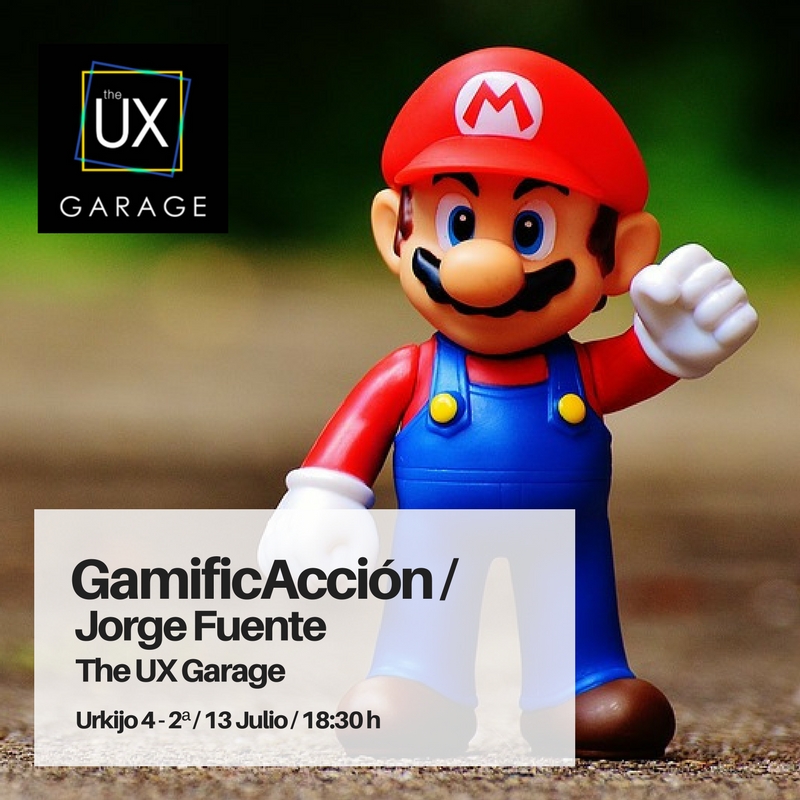 the
UX
GARAGE
M
GamificAcción /
Jorge Fuente
The UX Garage
Urkijo 4 - 2ª / 13 Julio / 18:30 h